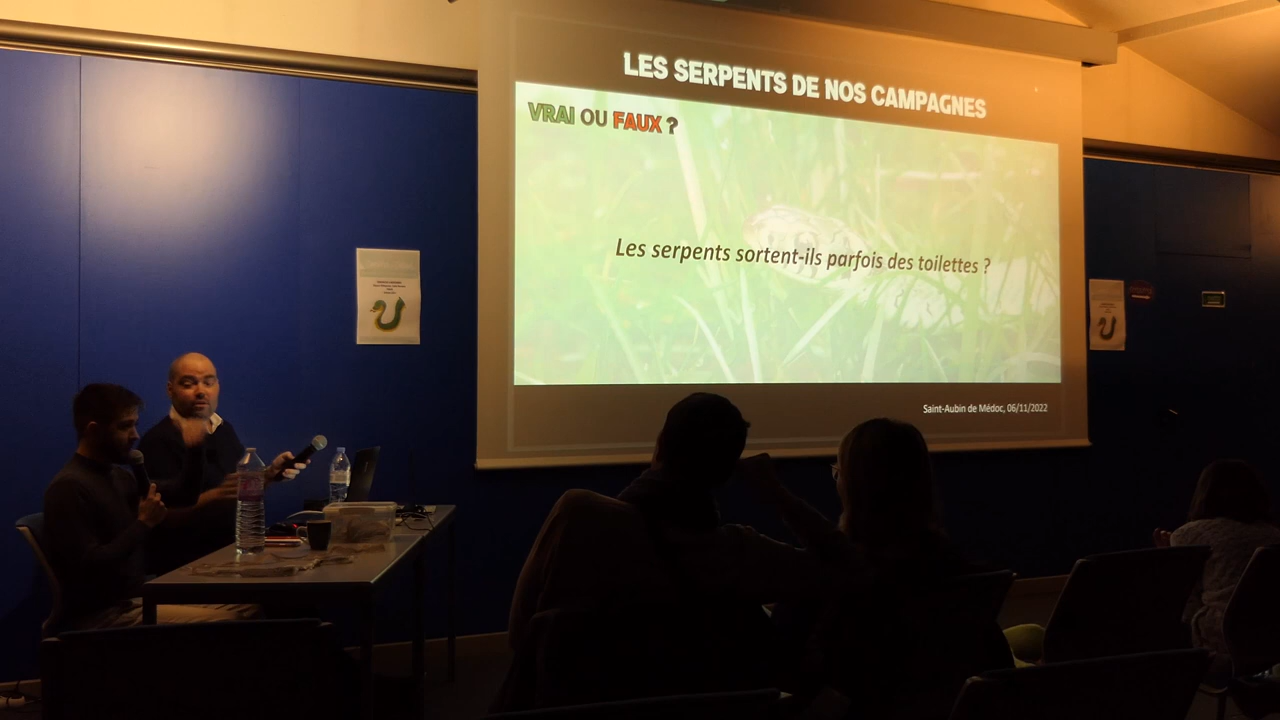 LES SERPENTS DE NOS CAMPAGNES
VRAI OU FAUX ?
Les serpents sortent-ils parfois des toilettes ?
Saint-Aubin de Médoc, 06/11/2022